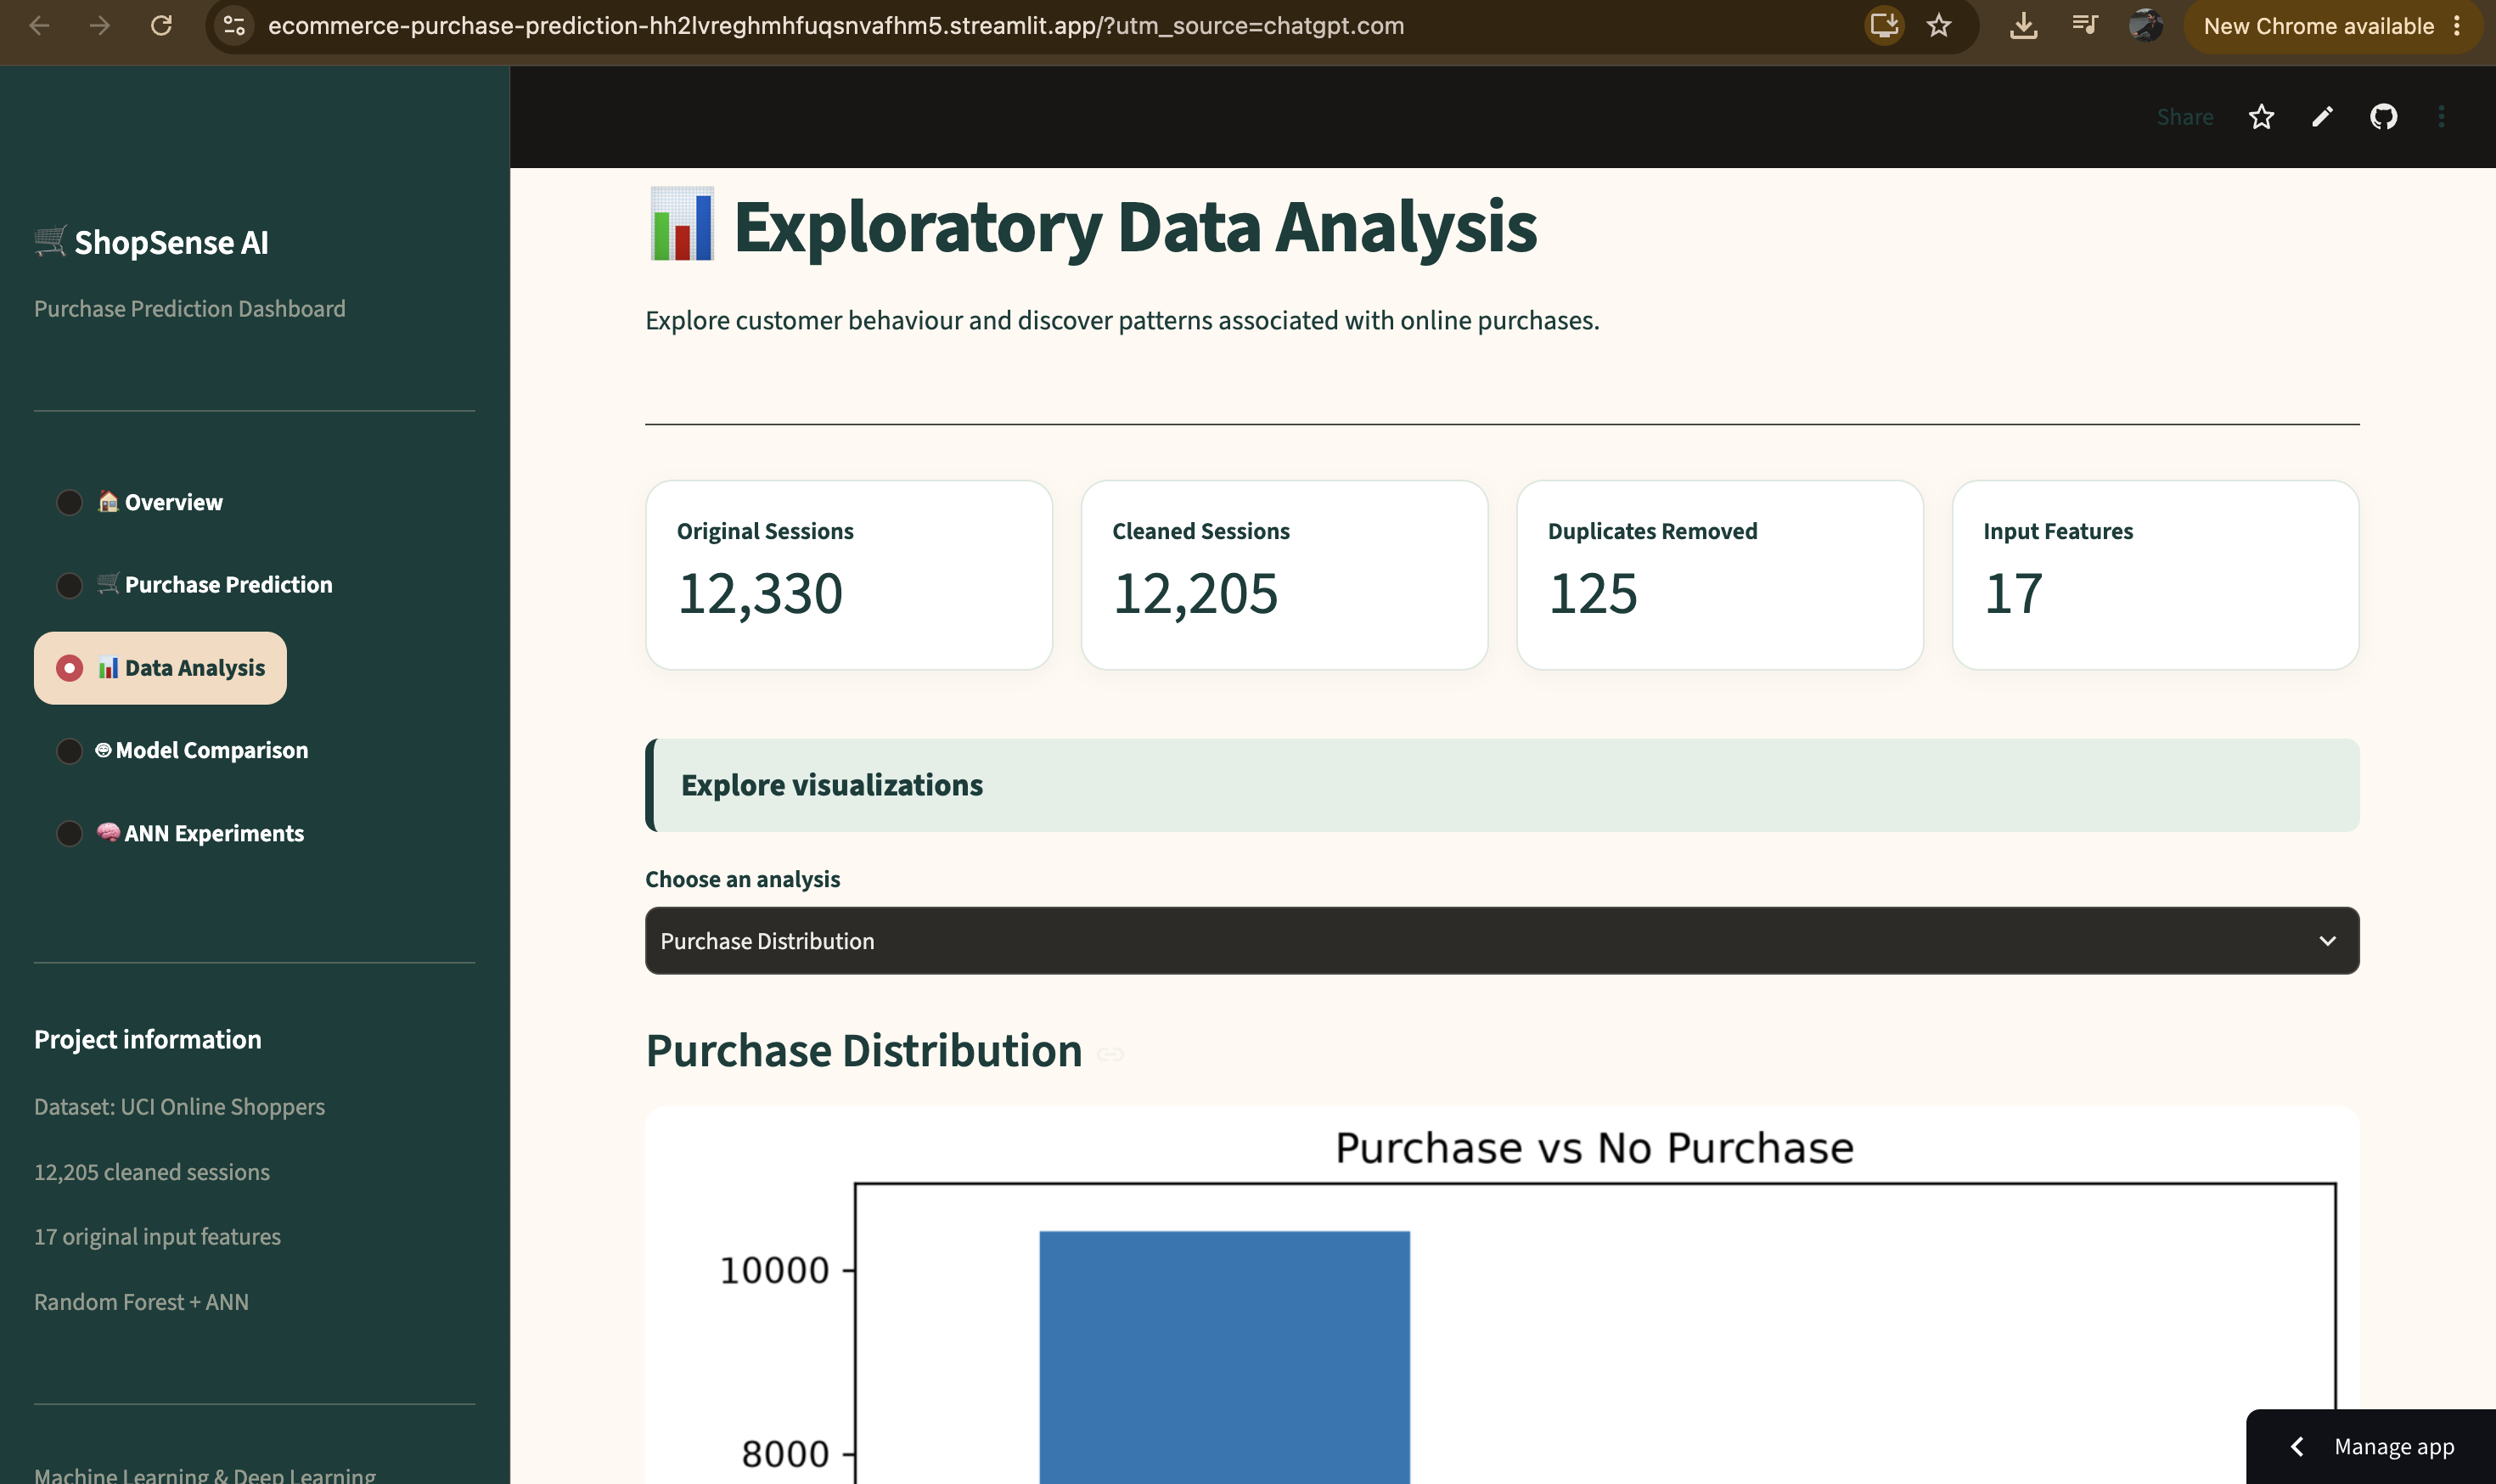 ecommerce-purchase-prediction-hh2lvreghmhfuqsnvafhm5.streamlit.app/?utm_source=chatgpt.com
New Chrome available
Share
ShopSense AI
Purchase Prediction Dashboard
Overview
Purchase Prediction
Data Analysis
Model Comparison
ANN Experiments
Project information
Dataset: UCI Online Shoppers
12,205 cleaned sessions
17 original input features
Random Forest + ANN
Machine Learning & Deep Learning
Exploratory Data Analysis
Explore customer behaviour and discover patterns associated with online purchases.
Original Sessions
12,330
Cleaned Sessions
12,205
Duplicates Removed
125
Input Features
17
Explore visualizations
Choose an analysis
Purchase Distribution
Purchase Distribution
Purchase vs No Purchase
10000
8000
Manage app